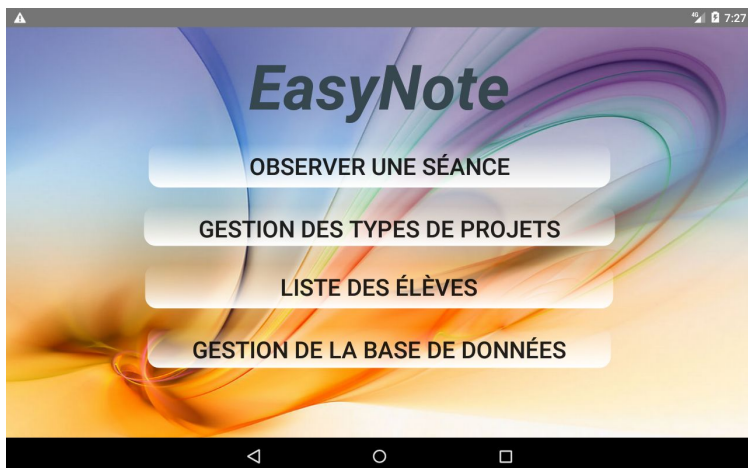 4G 7:27
EasyNote
OBSERVER UNE SÉANCE
GESTION DES TYPES DE PROJETS
LISTE DES ÉLÈVES
GESTION DE LA BASE DE DONNÉES